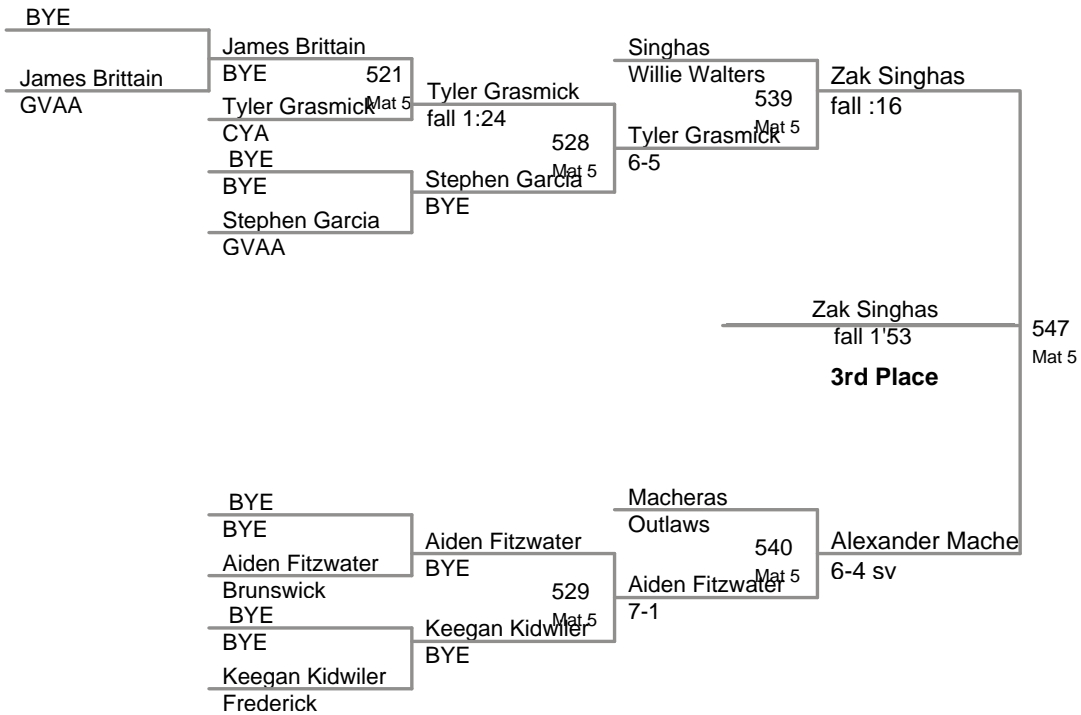 BYE
James Brittain
GVAA
James Brittain
BYE
521
Mat 5
Tyler Grasmick
CYA
BYE
BYE
Stephen Garcia
GVAA
Tyler Grasmick
fall 1:24
528
Mat 5
Stephen Garcia
BYE
Singhas
Willie Walters
539
Mat 5
Tyler Grasmick
6-5
Zak Singhas
fall :16
Zak Singhas
fall 1'53
3rd Place
547
Mat 5
BYE
BYE
Aiden Fitzwater
Brunswick
BYE
BYE
Keegan Kidwiler
Frederick
Aiden Fitzwater
BYE
529
Mat 5
Keegan Kidwiler
BYE
Macheras
Outlaws
540
Mat 5
Aiden Fitzwater
7-1
Alexander Mache
6-4 sv